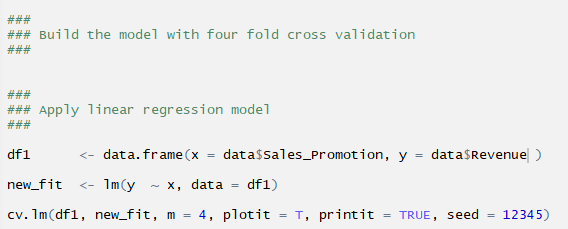 ###
### Build the model with four fold cross validation
###
###
### Apply linear regression model
###
df1 <- data.frame(x = data$Sales_Promotion, y = data$Revenue )
new_fit <- lm(y ~ x, data = df1)
cv.lm(df1, new_fit, m = 4, plotit = T, printit = TRUE, seed = 12345)